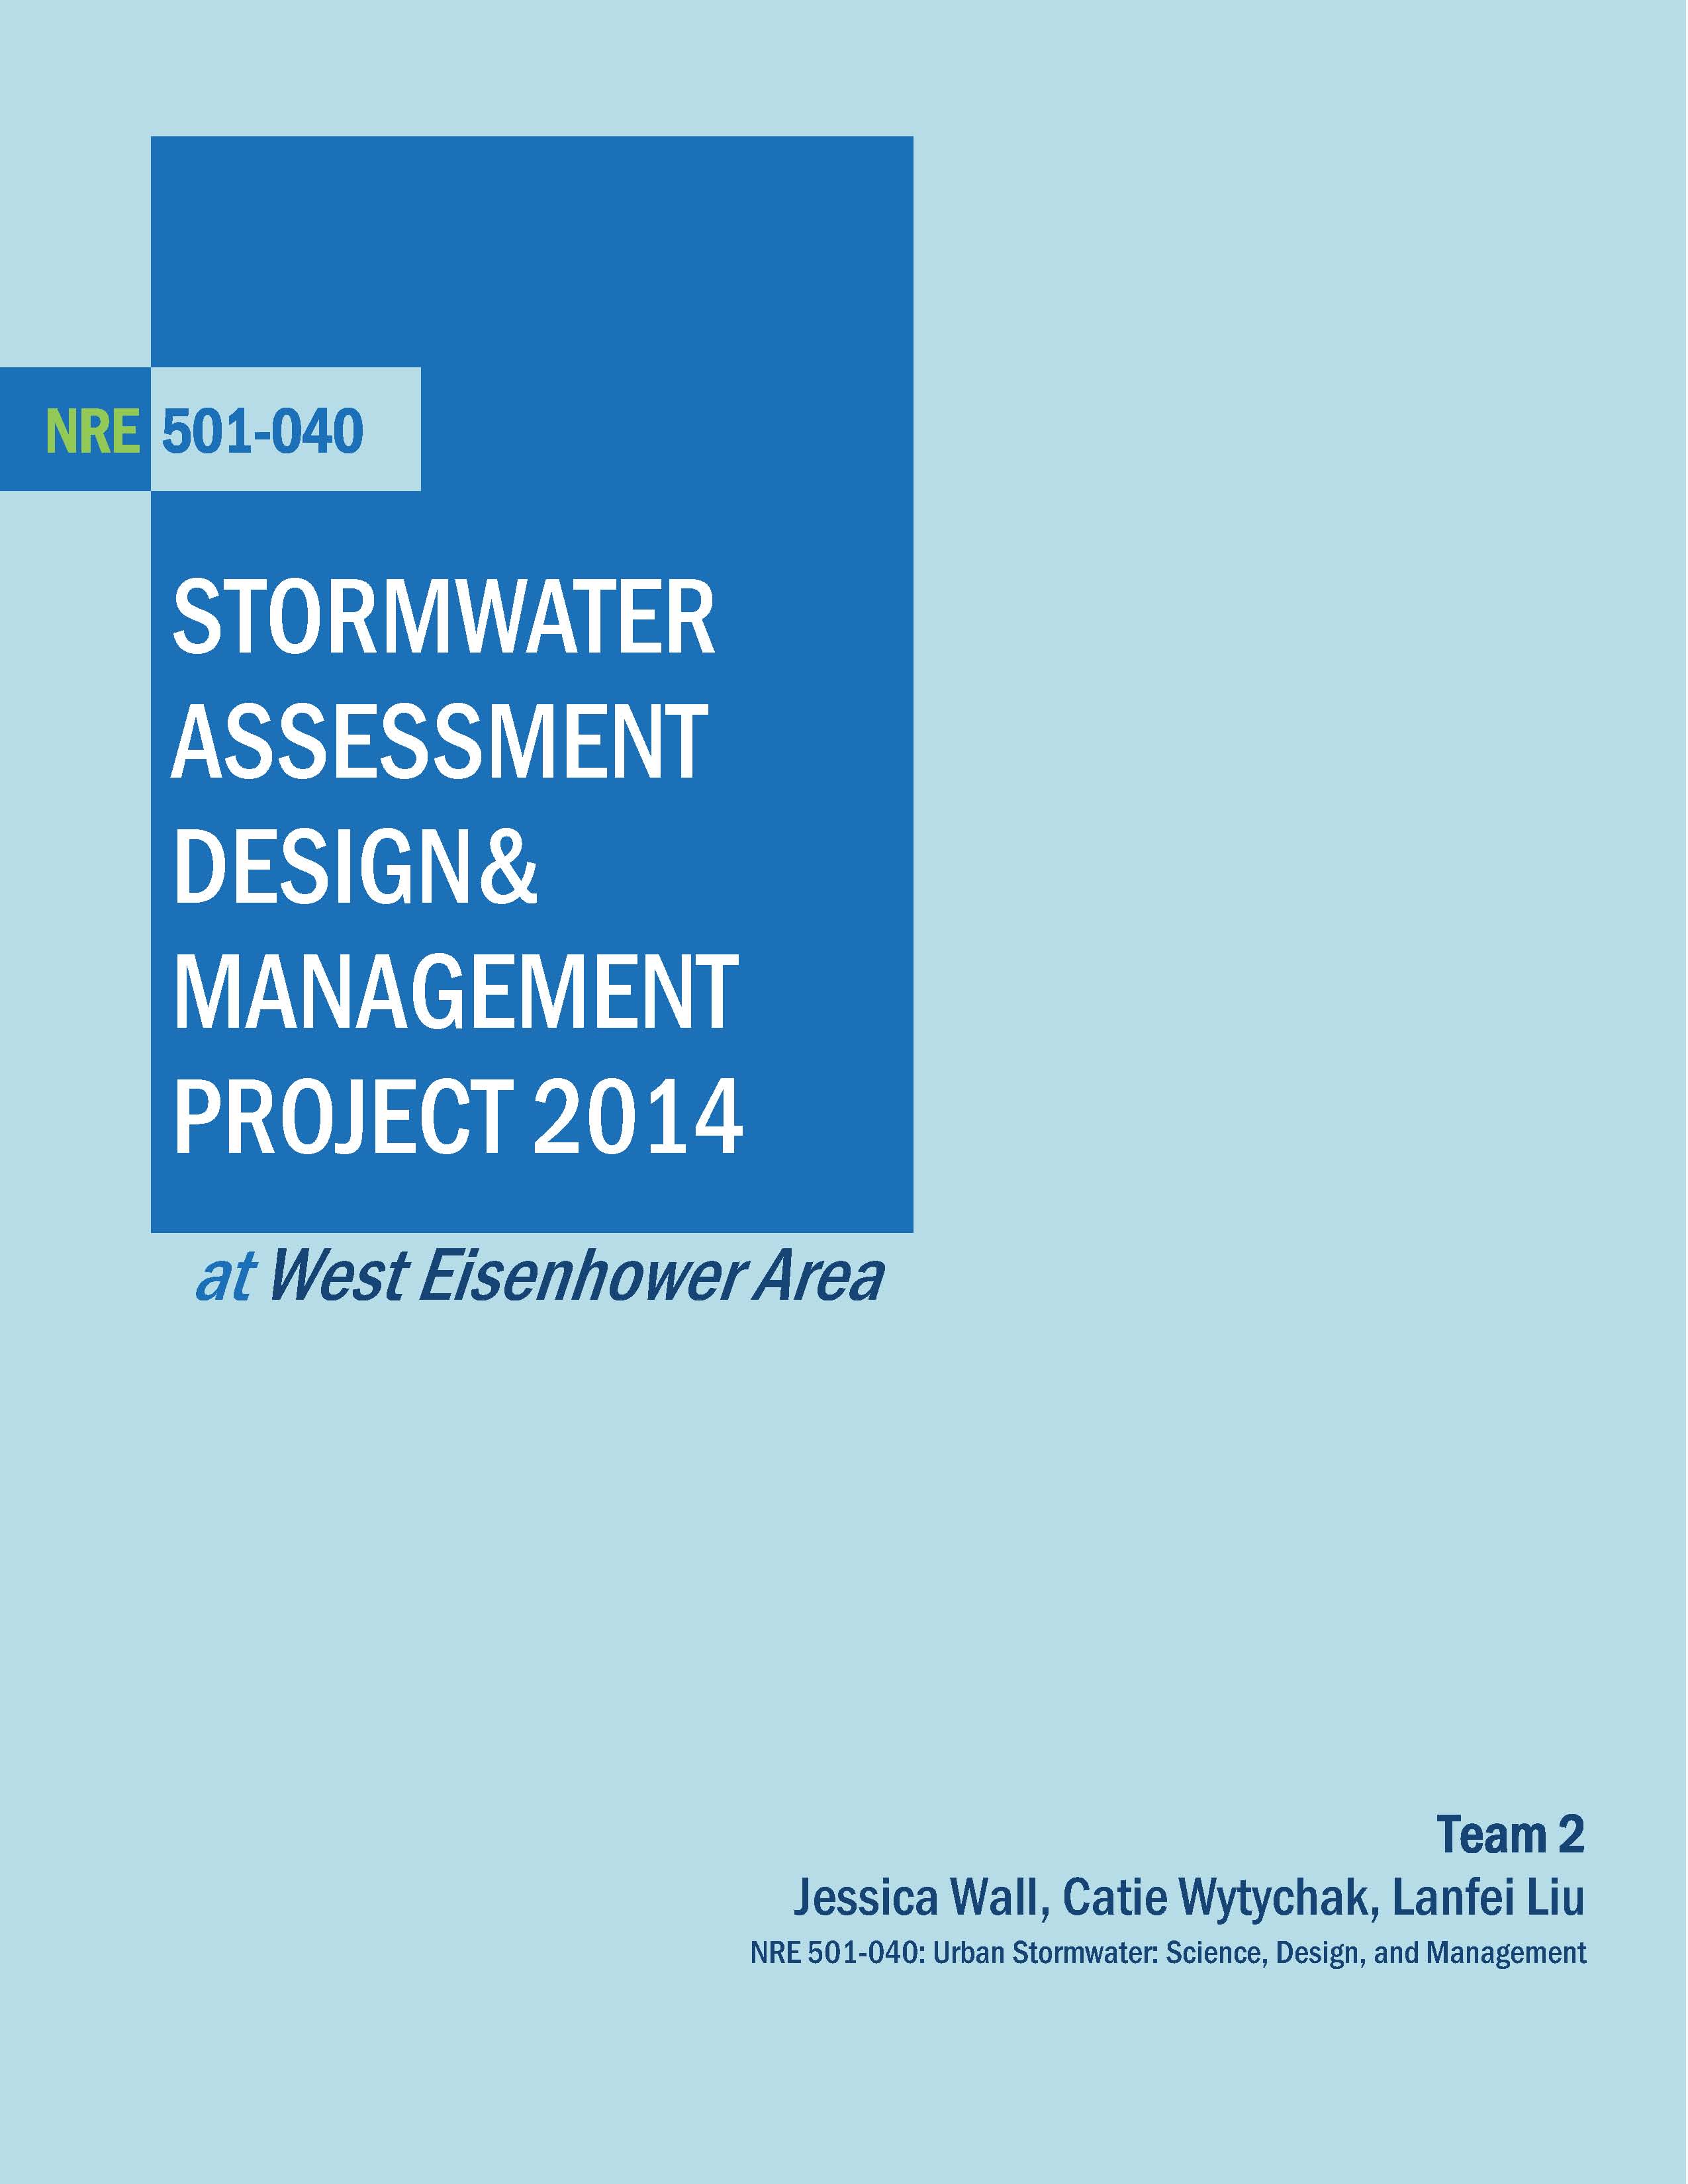 NRE 501-040
STORMWATER
ASSESSMENT
DESIGN&
MANAGEMENT
PROJECT 2014
at West Eisenhower Area
Team 2
Jessica Wall, Catie Wytychak, Lanfei Liu
NRE 501-040: Urban Stormwater: Science, Design, and Management